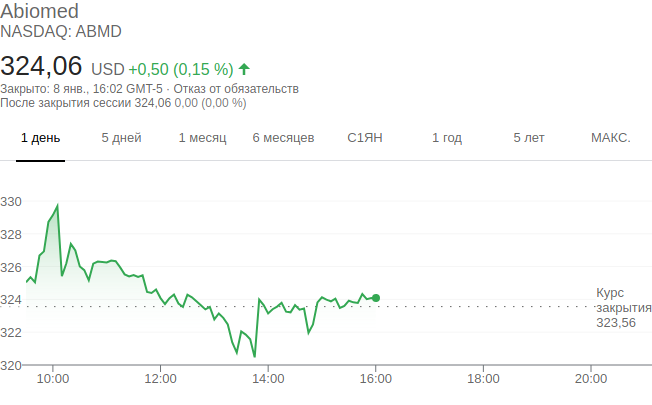 Abiomed
NASDAQ: ABMD
324,06 USD +0,50 (0,15 %)
Закрыто: 8 янв., 16:02 GMT-5 · Отказ от обязательств
После закрытия сессии 324,06 0,00 (0,00 %)
1 день 5 дней 1 месяц 6 месяцев С1ЯН 1 год 5 лет МАКС.
330
328
326
324
322
320
Курс
закрытия
323,56
10:00 12:00 14:00 16:00 18:00 20:00